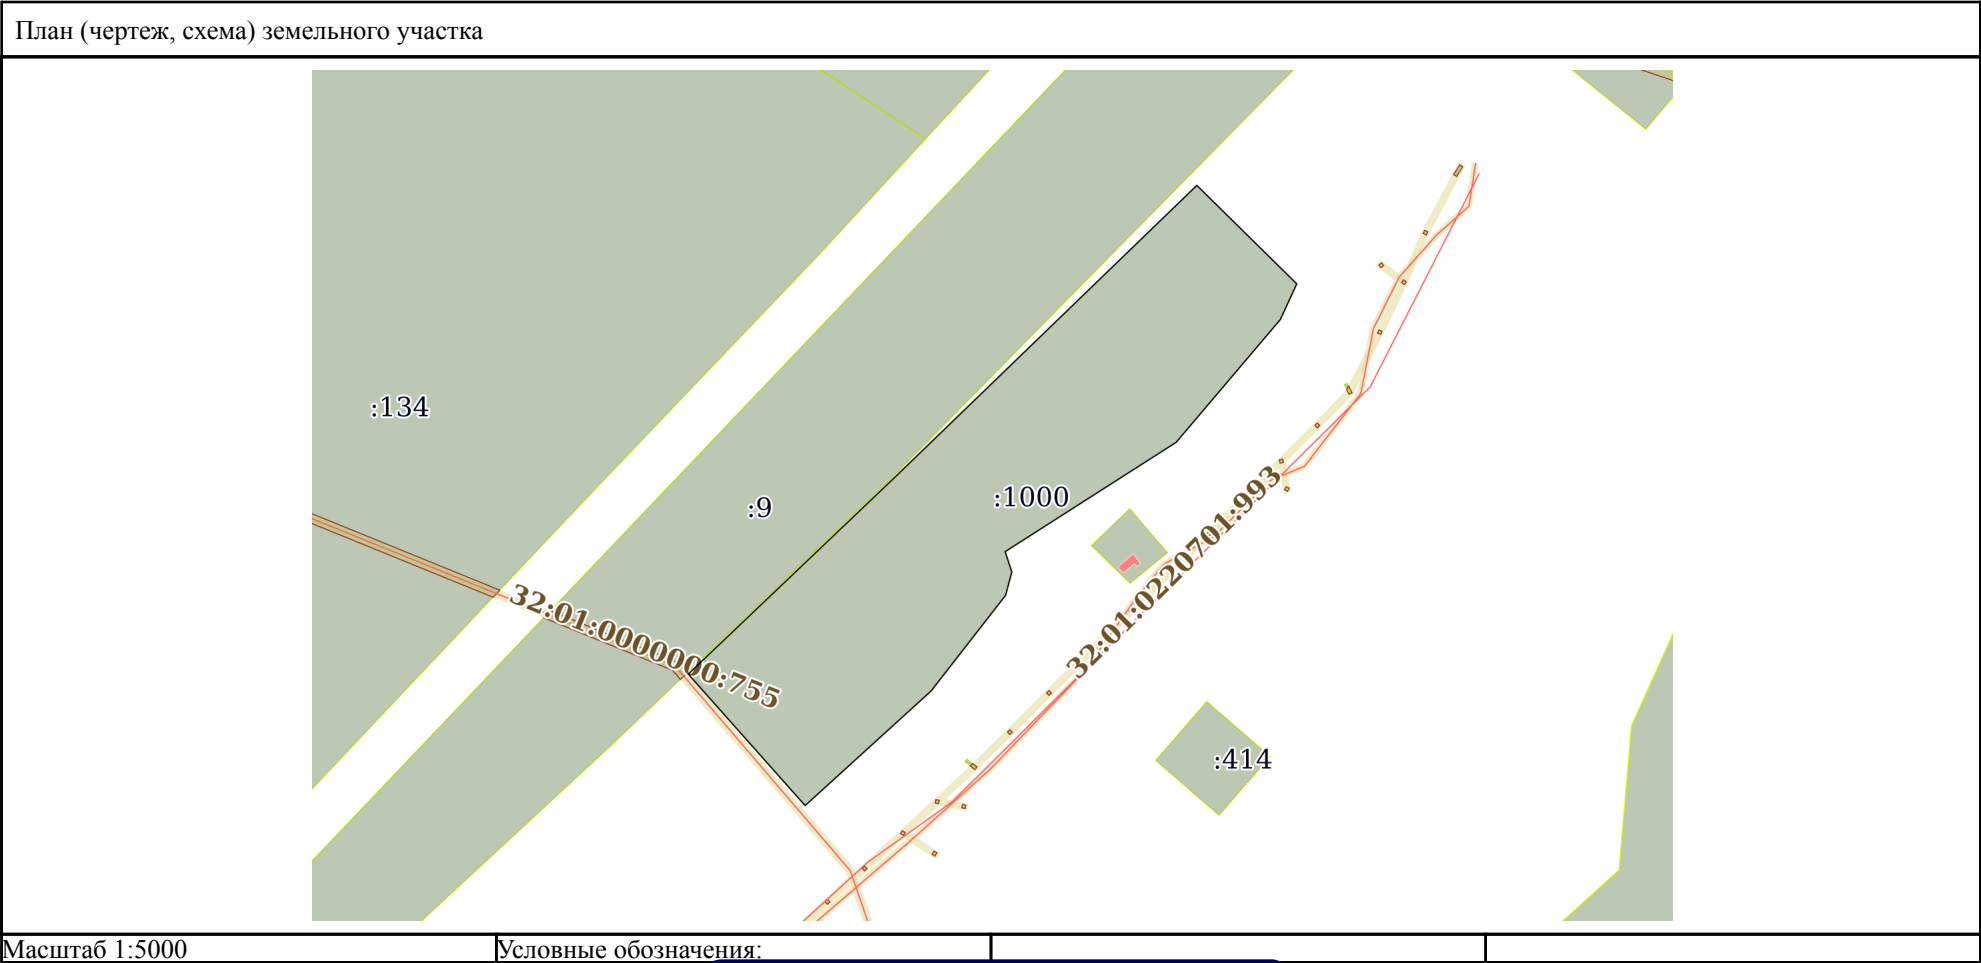 План (чертеж, схема) земельного участка
:134
:9
:1000
32:01:0220701:993
32:01:0000000:755
:414
Масштаб 1:5000
Условные обозначения: